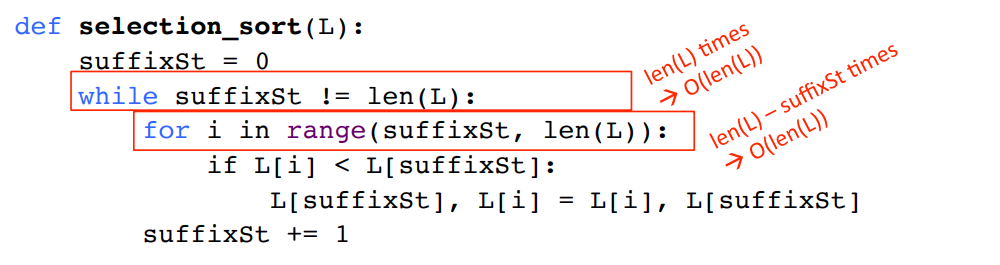 def selection_sort(L):
suffixSt = 0
while suffixSt != len(L):
len(L) times
→ O(len(L))
for i in range(suffixSt, len(L)):
len(L) – suffixSt times
→ O(len(L))
if L[i] < L[suffixSt]:
L[suffixSt], L[i] = L[i], L[suffixSt]
suffixSt += 1